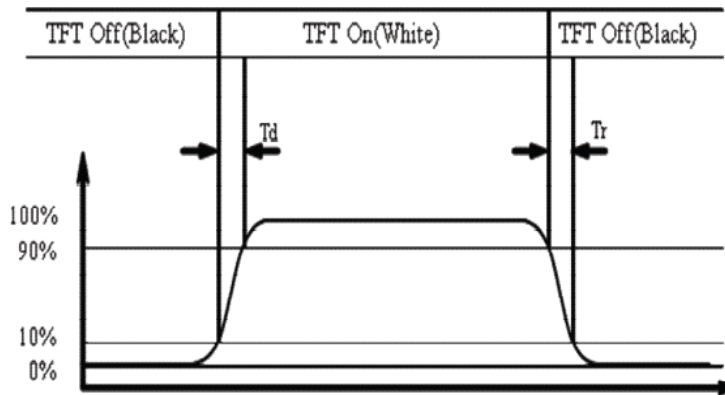 TFT Off(Black) TFT On(White) TFT Off(Black)
Td Tr
100%
90%
10%
0%